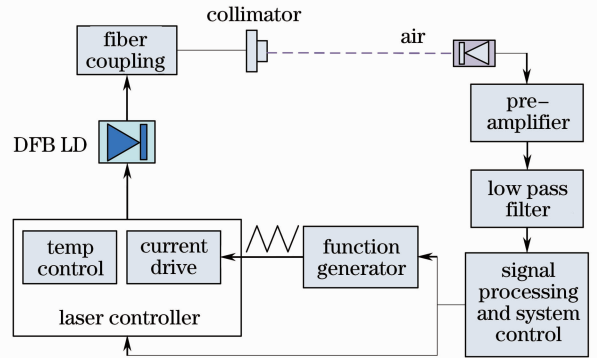 collimator
fiber
coupling
air
pre-
amplifier
DFB LD
low pass
filter
temp
control
current
drive
function
generator
signal
processing
and system
control
laser controller